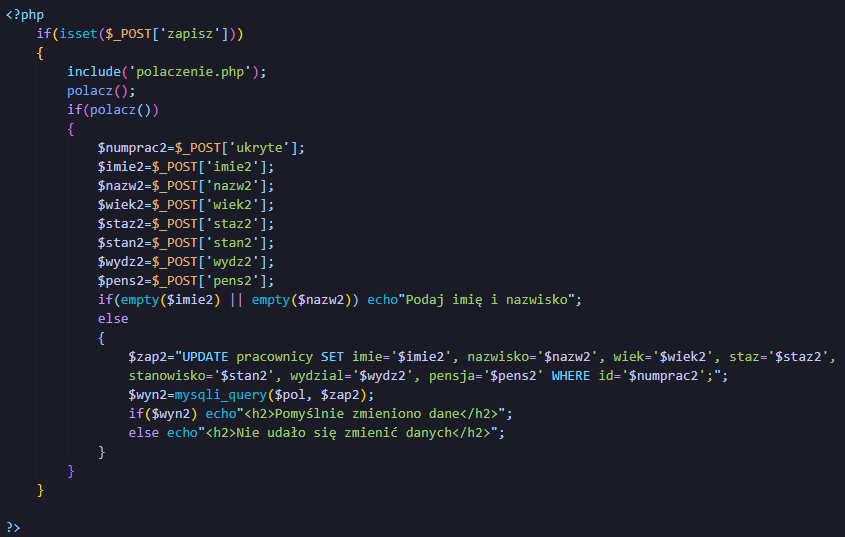 <?php
    if(isset($_POST['zapisz']))
    {
        include('polaczenie.php');
        polacz();
        if(polacz())
        {
            $numprac2=$_POST['ukryte'];
            $imie2=$_POST['imie2'];
            $nazw2=$_POST['nazw2'];
            $wiek2=$_POST['wiek2'];
            $staz2=$_POST['staz2'];
            $stan2=$_POST['stan2'];
            $wydz2=$_POST['wydz2'];
            $pens2=$_POST['pens2'];
            if(empty($imie2) || empty($nazw2)) echo"Podaj imię i nazwisko";
            else
            {
                $zap2="UPDATE pracownicy SET imie='$imie2', nazwisko='$nazw2', wiek='$wiek2', staz='$staz2',
                stanowisko='$stan2', wydzial='$wydz2', pensja='$pens2' WHERE id='$numprac2';";
                $wyn2=mysqli_query($pol, $zap2);
                if($wyn2) echo"<h2>Pomyślnie zmieniono dane</h2>";
                else echo"<h2>Nie udało się zmienić danych</h2>";
            }
        }
    }
?>